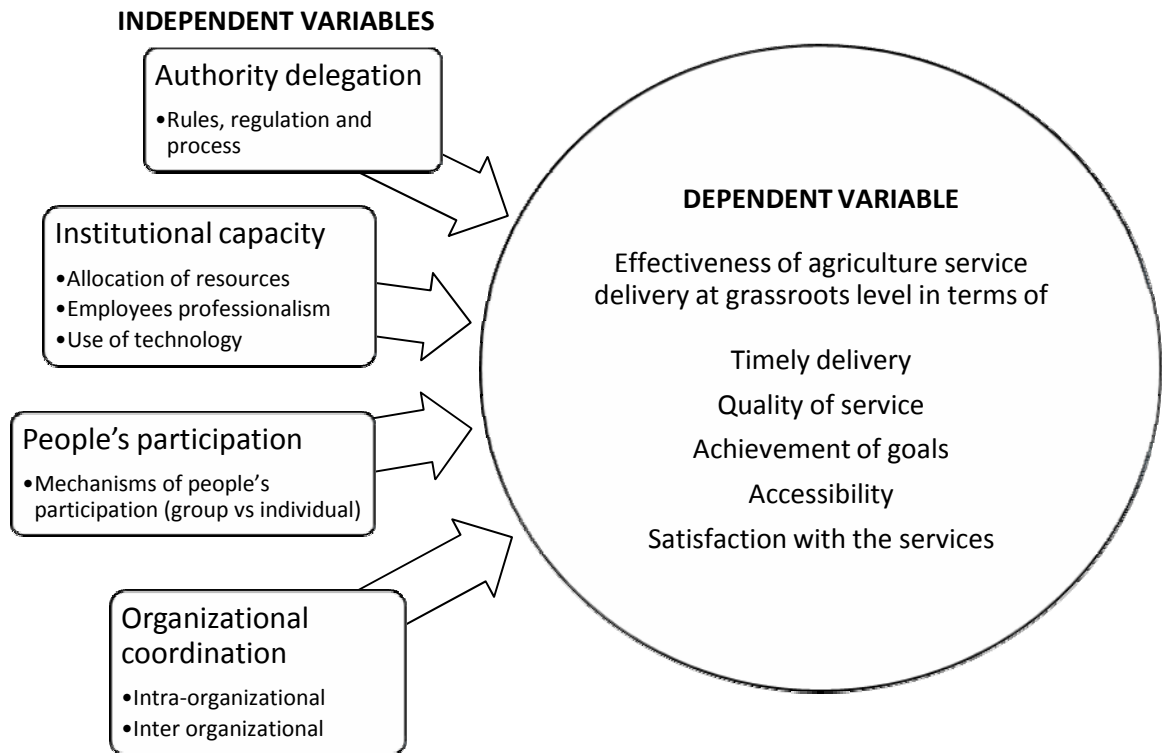 INDEPENDENT VARIABLES
Authority delegation
•Rules, regulation and
process
Institutional capacity
•Allocation of resources
•Employees professionalism
•Use of technology
People’s participation
•Mechanisms of people’s
participation (group vs individual)
Organizational
coordination
•Intra-organizational
•Inter organizational
DEPENDENT VARIABLE
Effectiveness of agriculture service
delivery at grassroots level in terms of
Timely delivery
Quality of service
Achievement of goals
Accessibility
Satisfaction with the services